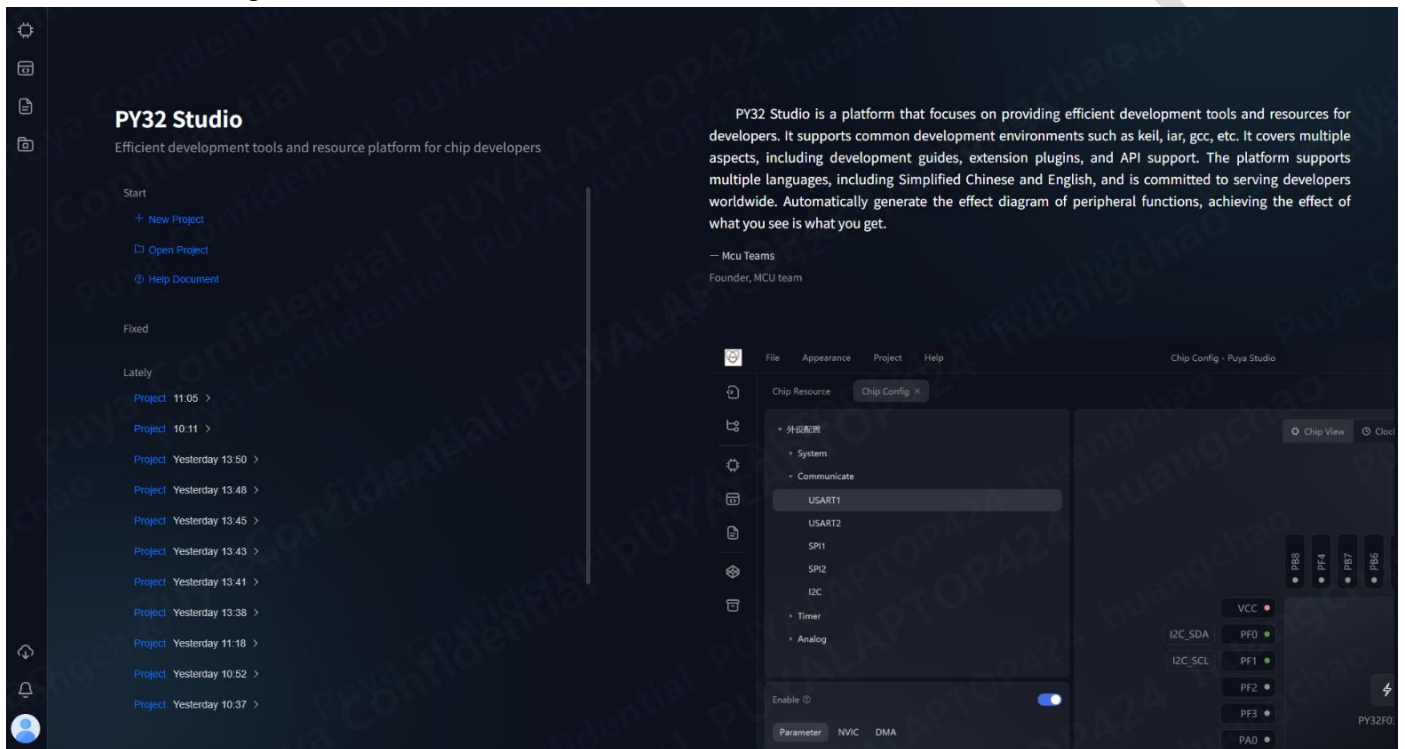 PY32 Studio
Efficient development tools and resource platform for chip developers
Start
New Project
Open Project
Help Document
Fixed
Lately
Project 11:05 >
Project 10:11 >
Project Yesterday 13:50 >
Project Yesterday 13:48 >
Project Yesterday 13:45 >
Project Yesterday 13:43 >
Project Yesterday 13:41 >
Project Yesterday 13:38 >
Project Yesterday 11:18 >
Project Yesterday 10:52 >
Project Yesterday 10:37 >
PY32 Studio is a platform that focuses on providing efficient development tools and resources for
developers. It supports common development environments such as keil, iar, gcc, etc. It covers multiple
aspects, including development guides, extension plugins, and API support. The platform supports
multiple languages, including Simplified Chinese and English, and is committed to serving developers
worldwide. Automatically generate the effect diagram of peripheral functions, achieving the effect of
what you see is what you get.
— Mcu Teams
Founder, MCU team
File Appearance Project Help Chip Config - Puya Studio
Chip Resource Chip Config ×
外设配置
Chip View
System
Communicate
USART1
USART2
SPI1
SPI2
I2C
Timer
Analog
Enable
Parameter NVIC DMA
PB8 PF4 PB7 PB6
VCC
I2C_SDA PF0
I2C_SCL PF1
PF2
PF3
PA0
Puya Confidential
PUYALAPTOP424
huangchao